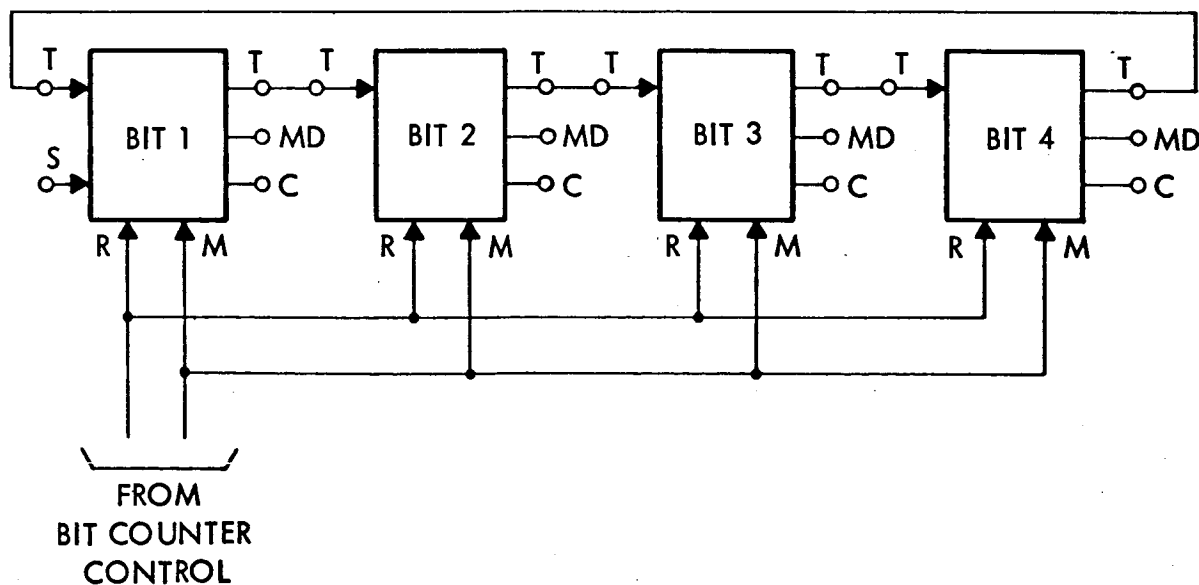 T T T T T T T T
BIT 1 MD BIT 2 MD BIT 3 MD BIT 4 MD
S C C C C
R M R M R M R M
FROM
BIT COUNTER
CONTROL